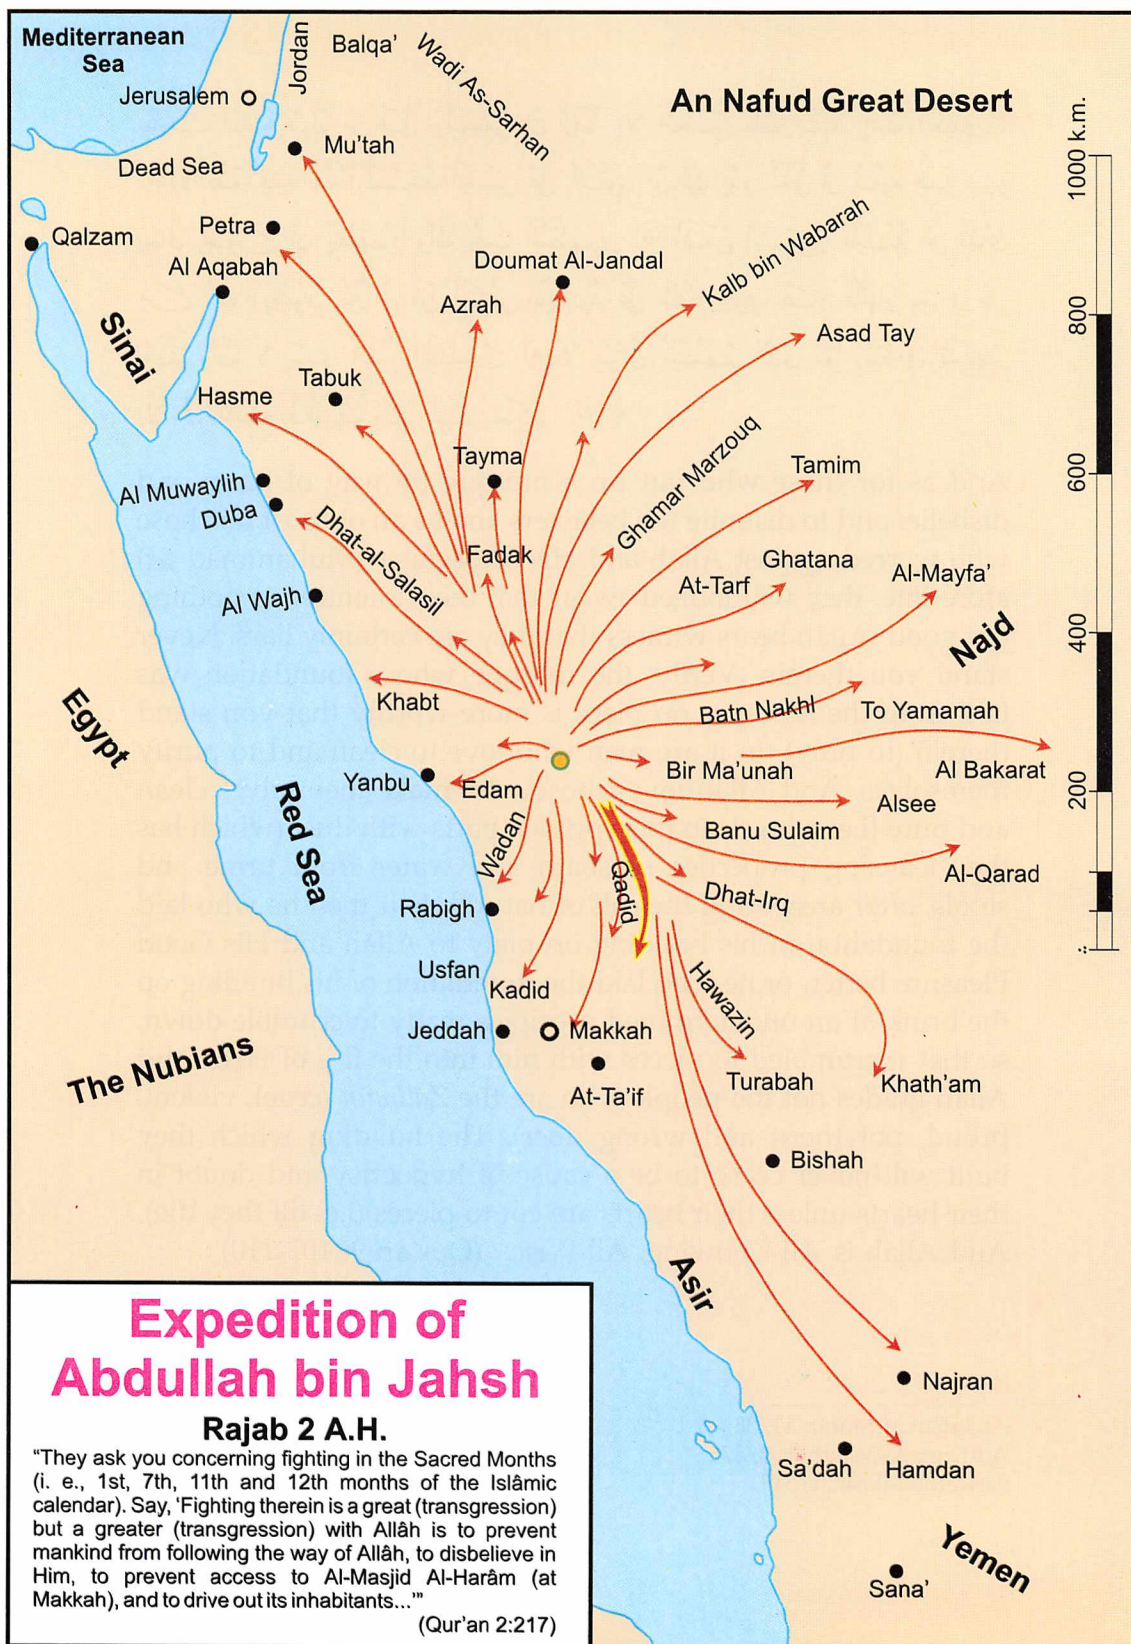 Mediterranean
Sea
Jordan
Balqa’
Wadi As-Sarhan
Jerusalem
An Nafud Great Desert
Mu’tah
Dead Sea
1000 k.m.
Petra
Qalzam
Al Aqabah
Doumat Al-Jandal
Kalb bin Wabarah
Azrah
800
Asad Tay
Sinai
Tabuk
Hasme
Tayma
Ghamar Marzouq
Tamim
600
Al Muwaylih
Duba
Dhat-al-Salasil
Fadak
Ghatana
At-Tarf
Al-Mayfa’
Al Wajh
400
Najd
Khabt
Batn Nakhl
To Yamamah
Egypt
Yanbu
Edam
Bir Ma’unah
Al Bakarat
200
Red Sea
Alsee
Banu Sulaim
Wadan
Qadid
Al-Qarad
Dhat-Irq
Rabigh
Usfan
Kadid
Hawazin
Jeddah
Makkah
The Nubians
At-Ta’if
Turabah
Khath’am
Bishah
Asir
Najran
Sa’dah
Hamdan
Yemen
Sana’
Expedition of
Abdullah bin Jahsh
Rajab 2 A.H.
“They ask you concerning fighting in the Sacred Months
(i. e., 1st, 7th, 11th and 12th months of the Islâmic
calendar). Say, ‘Fighting therein is a great (transgression)
but a greater (transgression) with Allâh is to prevent
mankind from following the way of Allâh, to disbelieve in
Him, to prevent access to Al-Masjid Al-Harâm (at
Makkah), and to drive out its inhabitants...’”
(Qur’an 2:217)